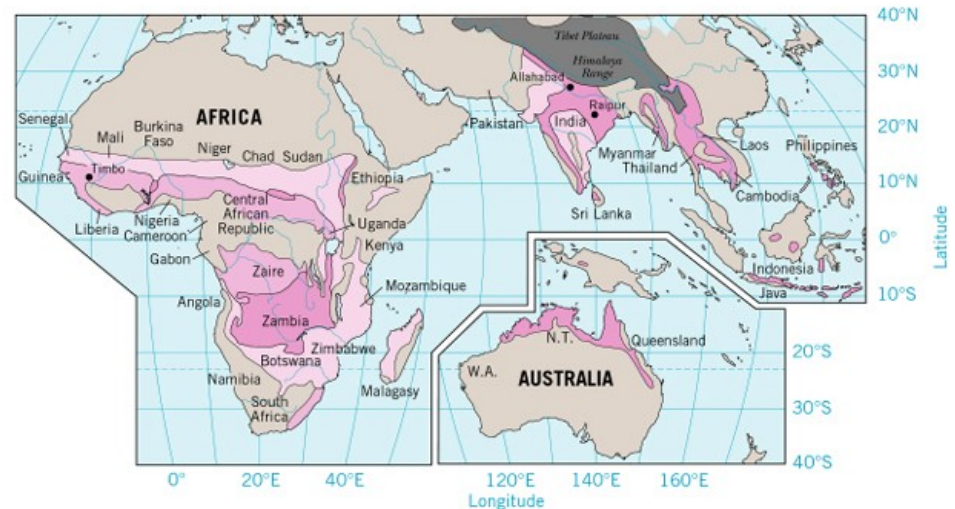 40°N
Tibet Plateau
Himalaya
Range
30°N
Allahabad
AFRICA
Raipur
Senegal
Burkina
Faso
Mali
Pakistan
India
20°N
Niger
Chad
Sudan
Myanmar
Laos
Philippines
Thailand
Guinea
Timbo
Ethiopia
10°N
Cambodia
Central
African
Republic
Sri Lanka
Liberia
Nigeria
Cameroon
Uganda
Kenya
0°
Latitude
Gabon
Zaire
Indonesia
Java
Mozambique
10°S
Angola
Zambia
N.T.
Queensland
Zimbabwe
20°S
Botswana
W.A.
Namibia
AUSTRALIA
Malagasy
South
Africa
30°S
40°S
0°
20°E
40°E
120°E
140°E
160°E
Longitude